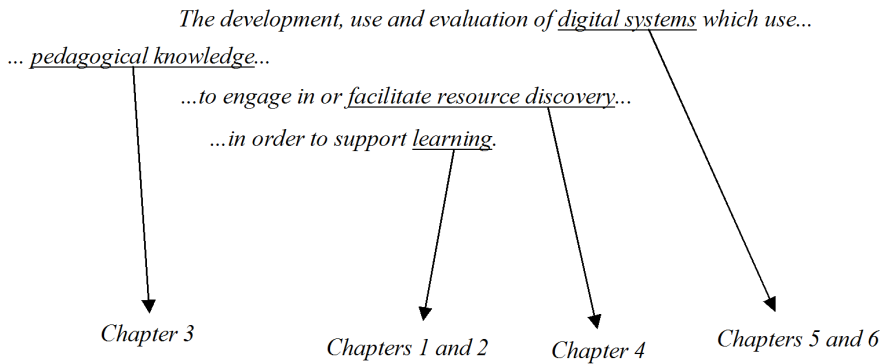 The development, use and evaluation of digital systems which use...
... pedagogical knowledge...
...to engage in or facilitate resource discovery...
...in order to support learning.
Chapter 3
Chapters 1 and 2
Chapter 4
Chapters 5 and 6